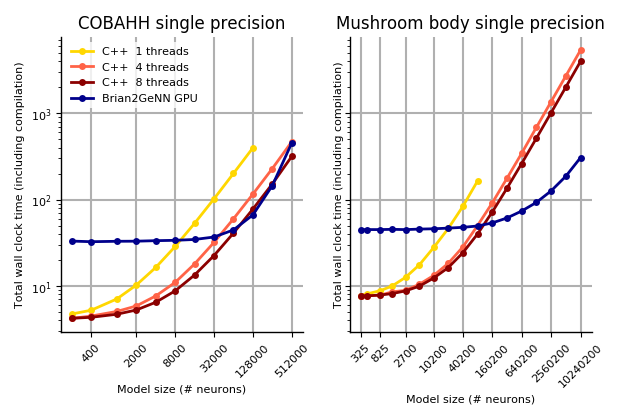 COBAHH single precision
Mushroom body single precision
C++ 1 threads
C++ 4 threads
C++ 8 threads
Brian2GeNN GPU
Total wall clock time (including compilation)
10³
10²
10¹
400
2000
8000
32000
128000
512000
Model size (# neurons)
Total wall clock time (including compilation)
10³
10²
10¹
325
825
2700
10200
40200
160200
640200
2560200
10240200
Model size (# neurons)